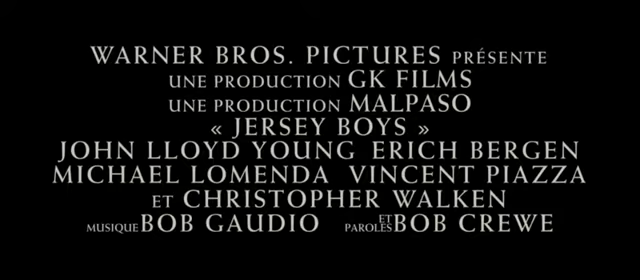 WARNER BROS. PICTURES PRÉSENTE
UNE PRODUCTION GK FILMS
UNE PRODUCTION MALPASO
« JERSEY BOYS »
JOHN LLOYD YOUNG ERICH BERGEN
MICHAEL LOMENDA VINCENT PIAZZA
ET CHRISTOPHER WALKEN
MUSIQUE BOB GAUDIO ET PAROLES BOB CREWE